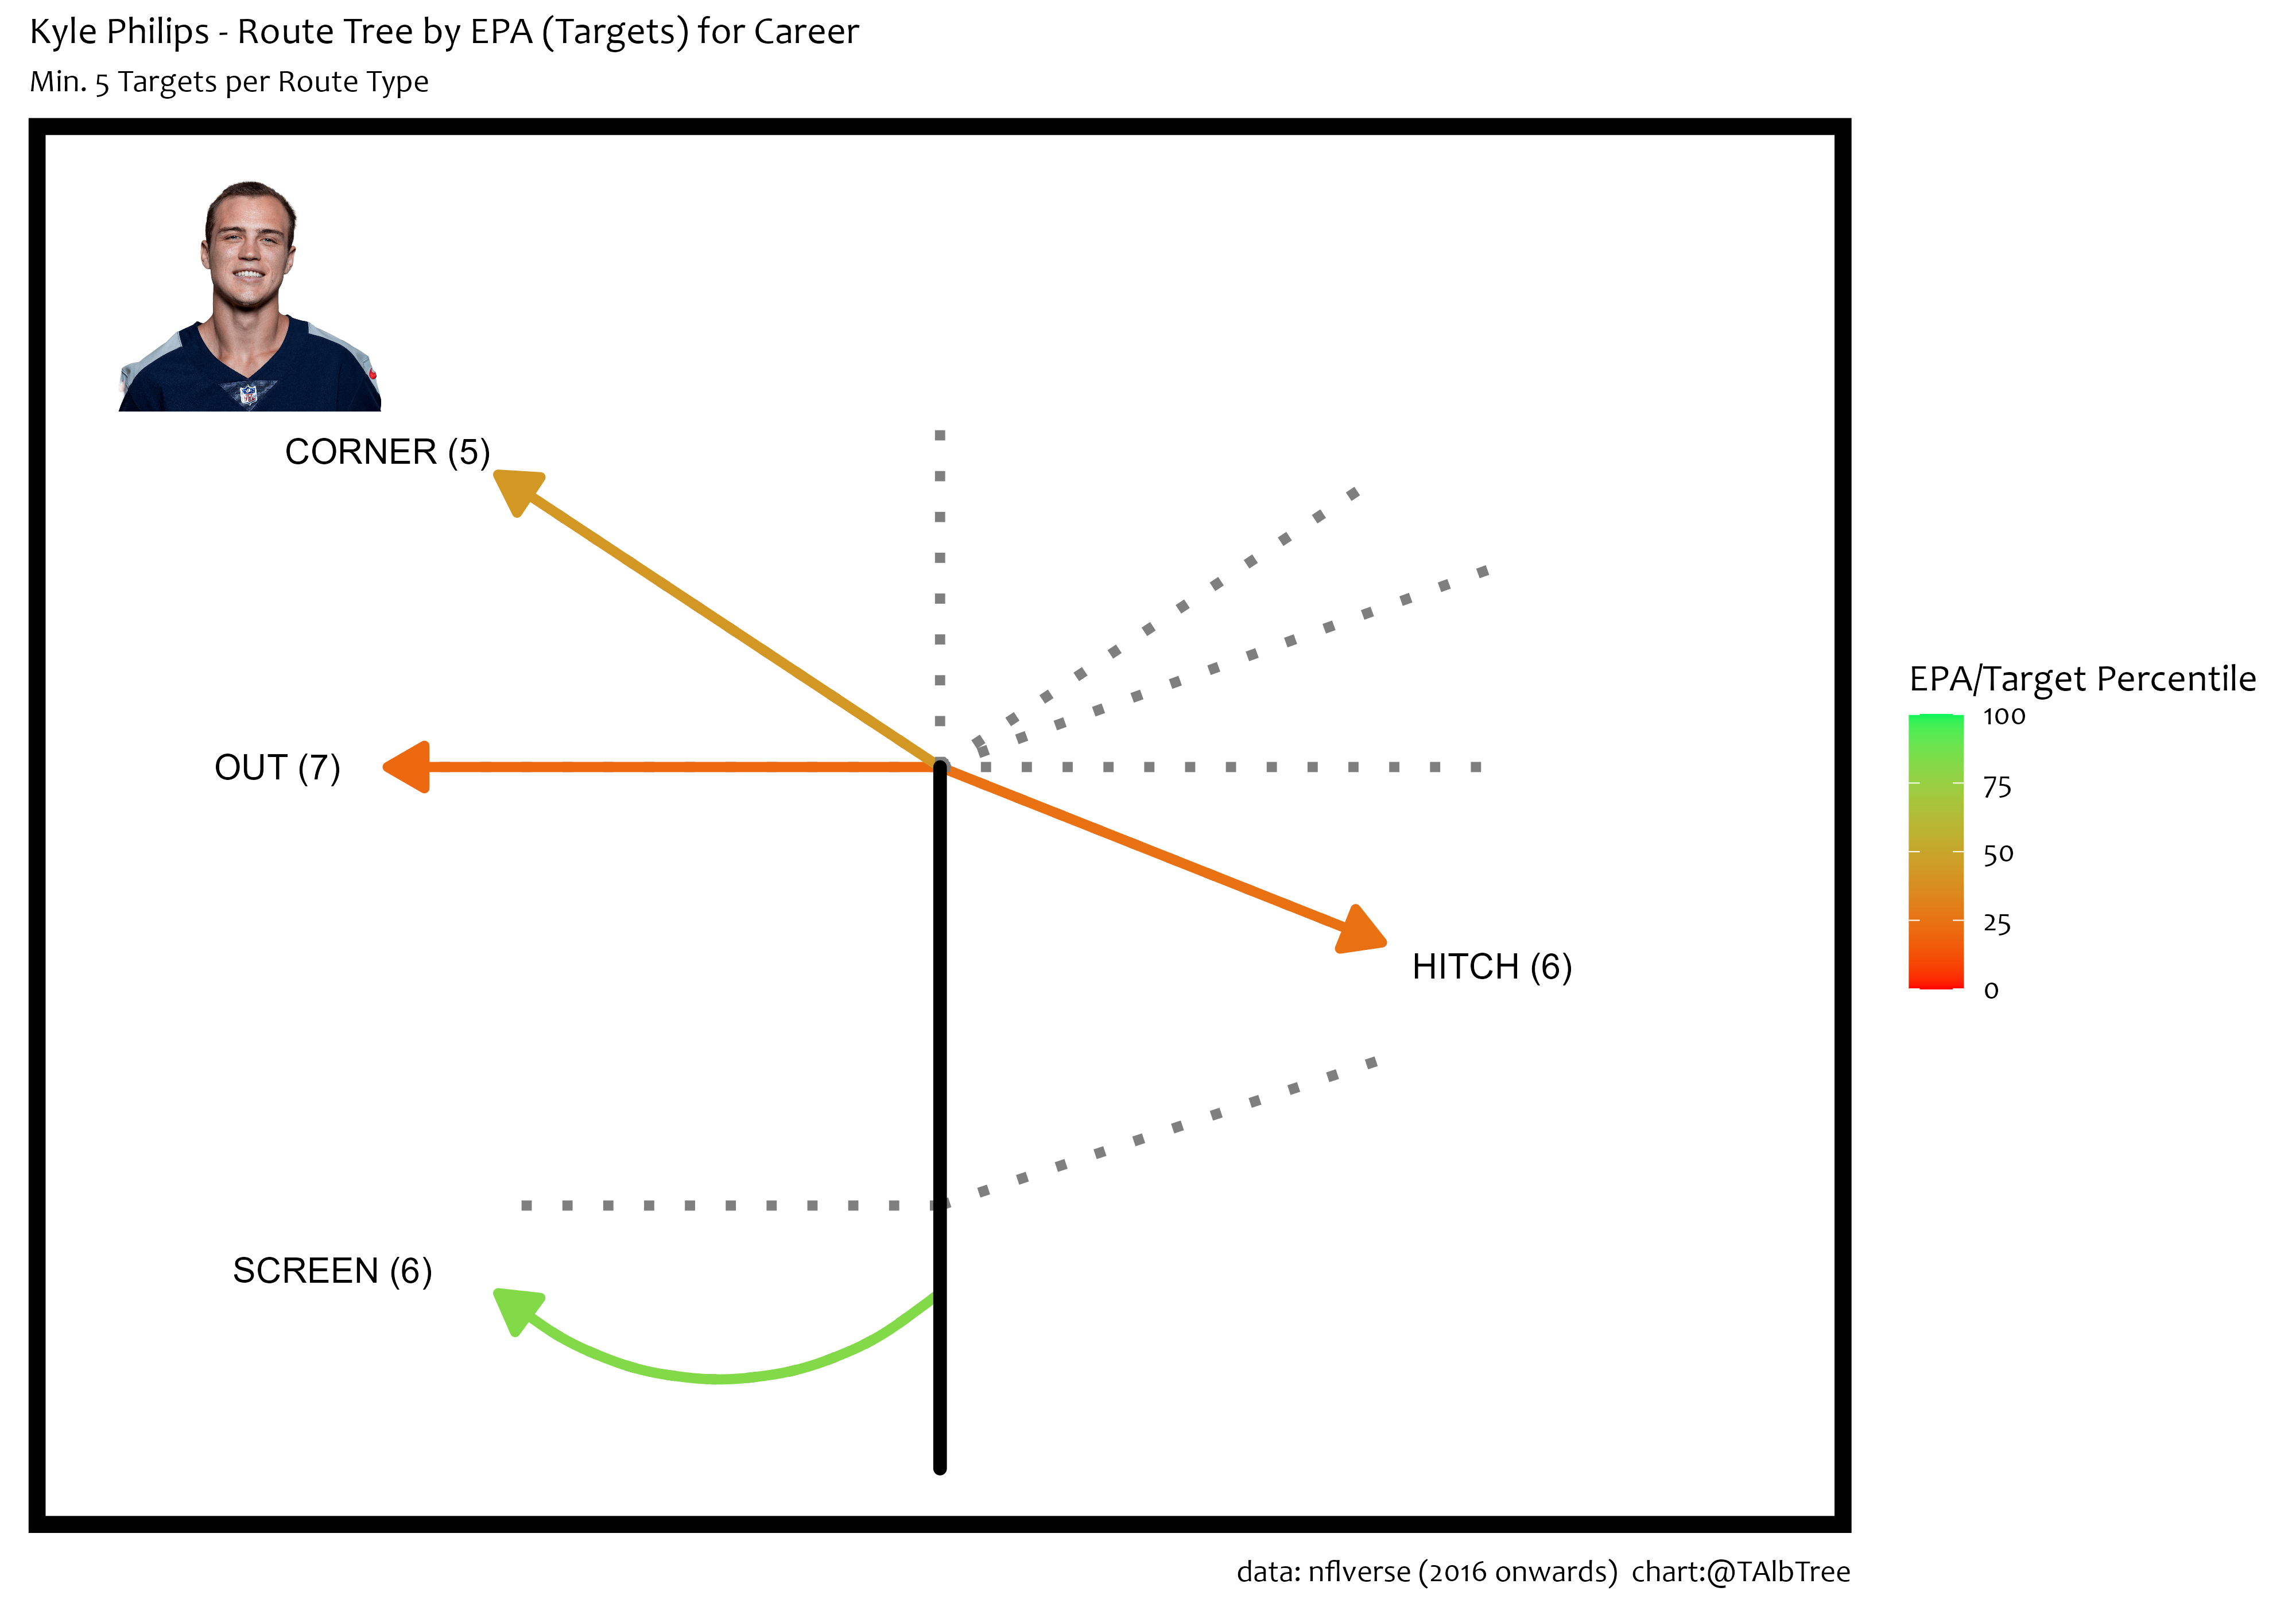 Kyle Philips - Route Tree by EPA (Targets) for Career
Min. 5 Targets per Route Type
CORNER (5)
OUT (7)
HITCH (6)
SCREEN (6)
EPA/Target Percentile
100
75
50
25
0
data: nflverse (2016 onwards)  chart:@TAlbTree